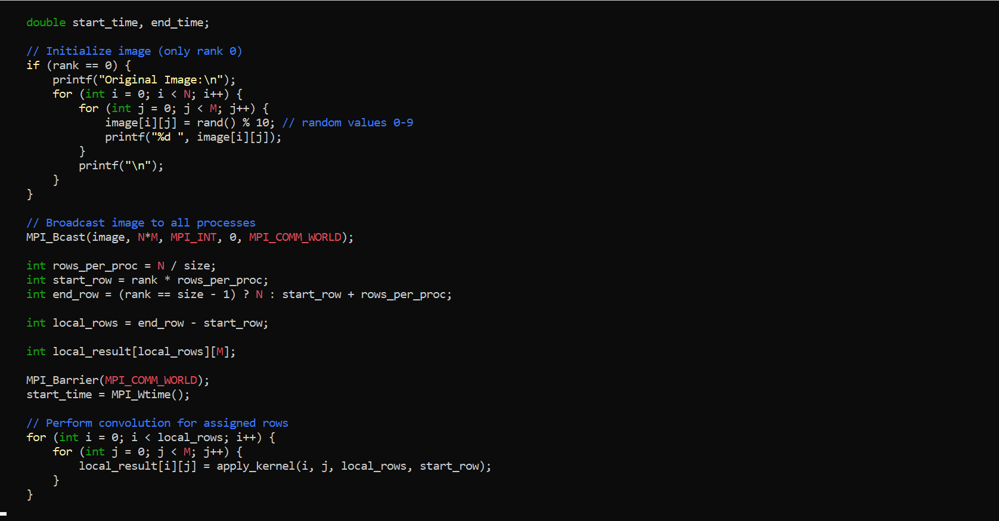 double start_time, end_time;
// Initialize image (only rank 0)
if (rank == 0) {
printf("Original Image:\n");
for (int i = 0; i < N; i++) {
for (int j = 0; j < M; j++) {
image[i][j] = rand() % 10; // random values 0-9
printf("%d ", image[i][j]);
}
printf("\n");
}
}
// Broadcast image to all processes
MPI_Bcast(image, N*M, MPI_INT, 0, MPI_COMM_WORLD);
int rows_per_proc = N / size;
int start_row = rank * rows_per_proc;
int end_row = (rank == size - 1) ? N : start_row + rows_per_proc;
int local_rows = end_row - start_row;
int local_result[local_rows][M];
MPI_Barrier(MPI_COMM_WORLD);
start_time = MPI_Wtime();
// Perform convolution for assigned rows
for (int i = 0; i < local_rows; i++) {
for (int j = 0; j < M; j++) {
local_result[i][j] = apply_kernel(i, j, local_rows, start_row);
}
}